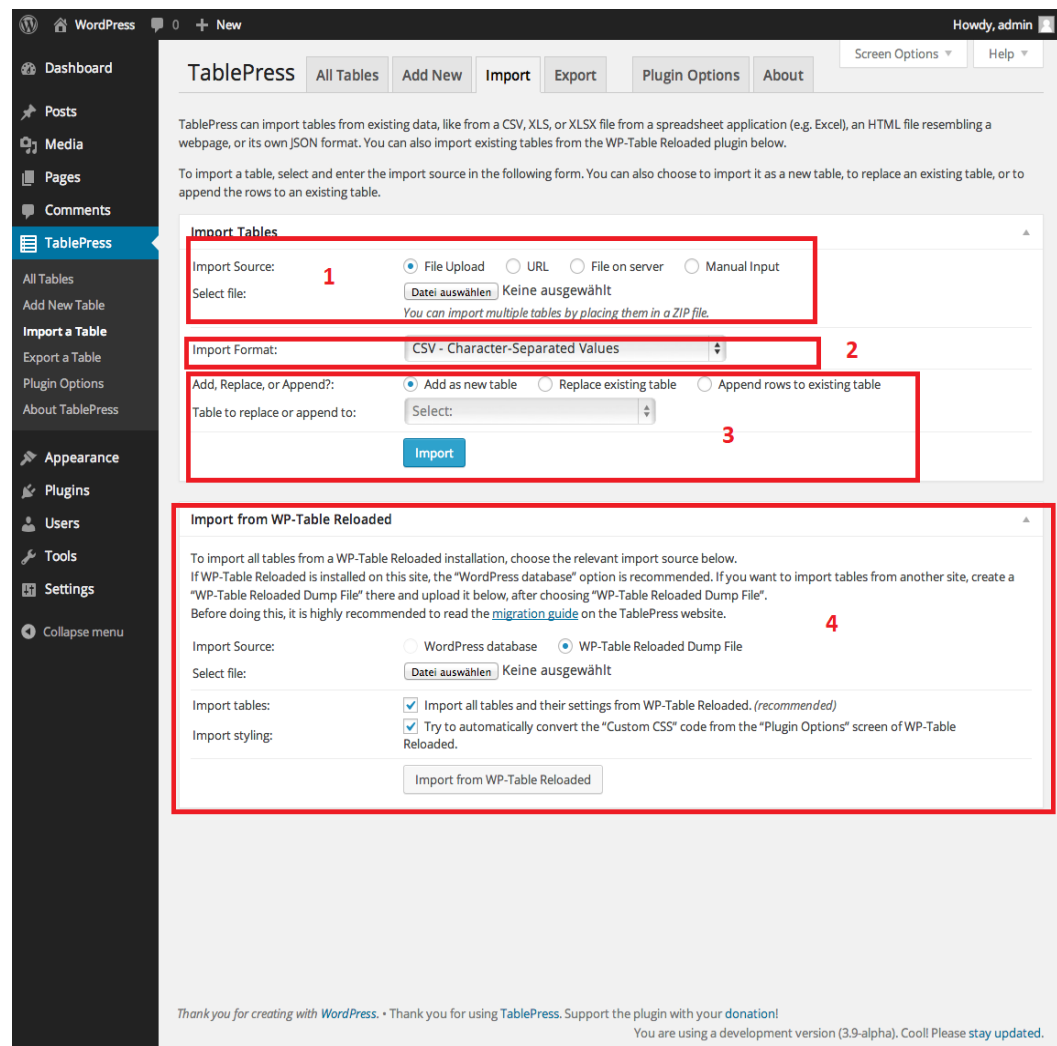 WordPress 0 + New Howdy, admin
Screen Options Help
TablePress All Tables Add New Import Export Plugin Options About
Dashboard
Posts
Media
Pages
Comments
TablePress
All Tables
Add New Table
Import a Table
Export a Table
Plugin Options
About TablePress
Appearance
Plugins
Users
Tools
Settings
Collapse menu
TablePress can import tables from existing data, like from a CSV, XLS, or XLSX file from a spreadsheet application (e.g. Excel), an HTML file resembling a
webpage, or its own JSON format. You can also import existing tables from the WP-Table Reloaded plugin below.
To import a table, select and enter the import source in the following form. You can also choose to import it as a new table, to replace an existing table, or to
append the rows to an existing table.
Import Tables
1
Import Source: File Upload URL File on server Manual Input
Select file: Datei auswählen Keine ausgewählt
You can import multiple tables by placing them in a ZIP file.
Import Format: CSV - Character-Separated Values 2
Add, Replace, or Append?: Add as new table Replace existing table Append rows to existing table
Table to replace or append to: Select:
3
Import
Import from WP-Table Reloaded
To import all tables from a WP-Table Reloaded installation, choose the relevant import source below.
If WP-Table Reloaded is installed on this site, the “WordPress database” option is recommended. If you want to import tables from another site, create a
“WP-Table Reloaded Dump File” there and upload it below, after choosing “WP-Table Reloaded Dump File”.
Before doing this, it is highly recommended to read the migration guide on the TablePress website.
4
Import Source: WordPress database WP-Table Reloaded Dump File
Select file: Datei auswählen Keine ausgewählt
Import tables: Import all tables and their settings from WP-Table Reloaded. (recommended)
Import styling: Try to automatically convert the “Custom CSS” code from the “Plugin Options” screen of WP-Table
Reloaded.
Import from WP-Table Reloaded
Thank you for creating with WordPress. • Thank you for using TablePress. Support the plugin with your donation!
You are using a development version (3.9-alpha). Cool! Please stay updated.